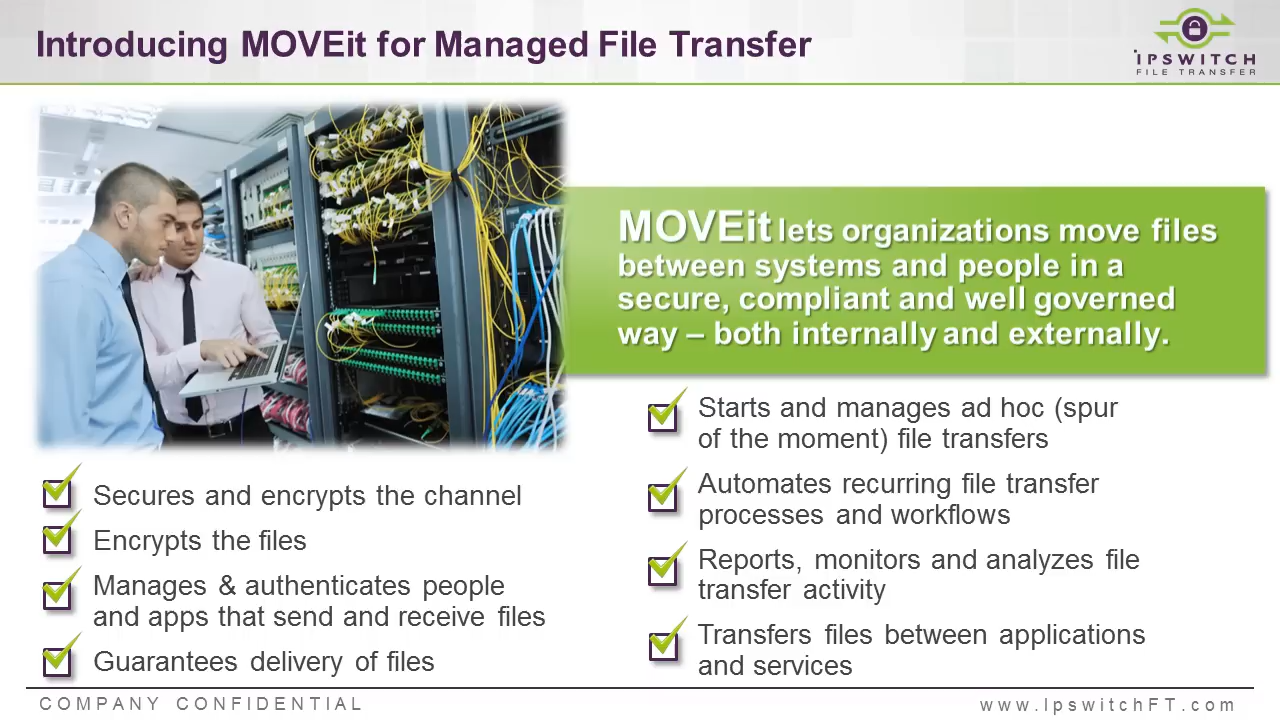 Introducing MOVEit for Managed File Transfer
IPSWITCH
FILE TRANSFER
MOVEit lets organizations move files
between systems and people in a
secure, compliant and well governed
way – both internally and externally.
Secures and encrypts the channel
Encrypts the files
Manages & authenticates people
and apps that send and receive files
Guarantees delivery of files
Starts and manages ad hoc (spur
of the moment) file transfers
Automates recurring file transfer
processes and workflows
Reports, monitors and analyzes file
transfer activity
Transfers files between applications
and services
COMPANY CONFIDENTIAL
www.IpswitchFT.com